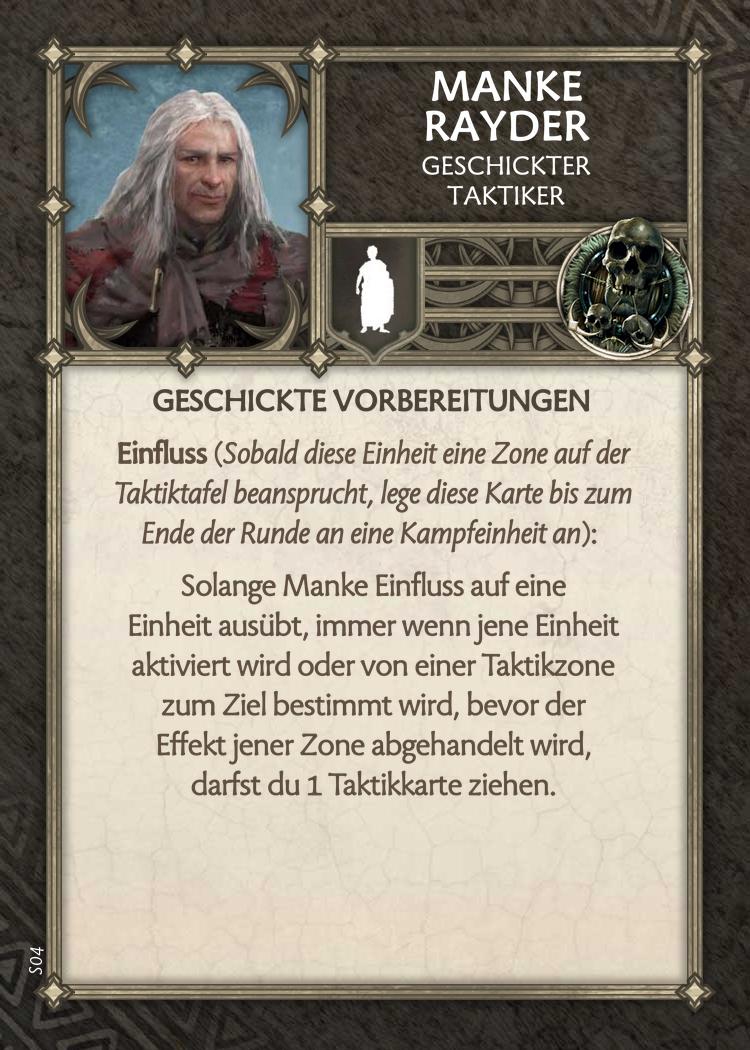 MANKE
RAYDER
GESCHICKTER
TAKTIKER
GESCHICKTE VORBEREITUNGEN
Einfluss (Sobald diese Einheit eine Zone auf der
Taktiktafel beansprucht, lege diese Karte bis zum
Ende der Runde an eine Kampfeinheit an):
Solange Manke Einfluss auf eine
Einheit ausübt, immer wenn jene Einheit
aktiviert wird oder von einer Taktikzone
zum Ziel bestimmt wird, bevor der
Effekt jener Zone abgehandelt wird,
darfst du 1 Taktikkarte ziehen.
S04